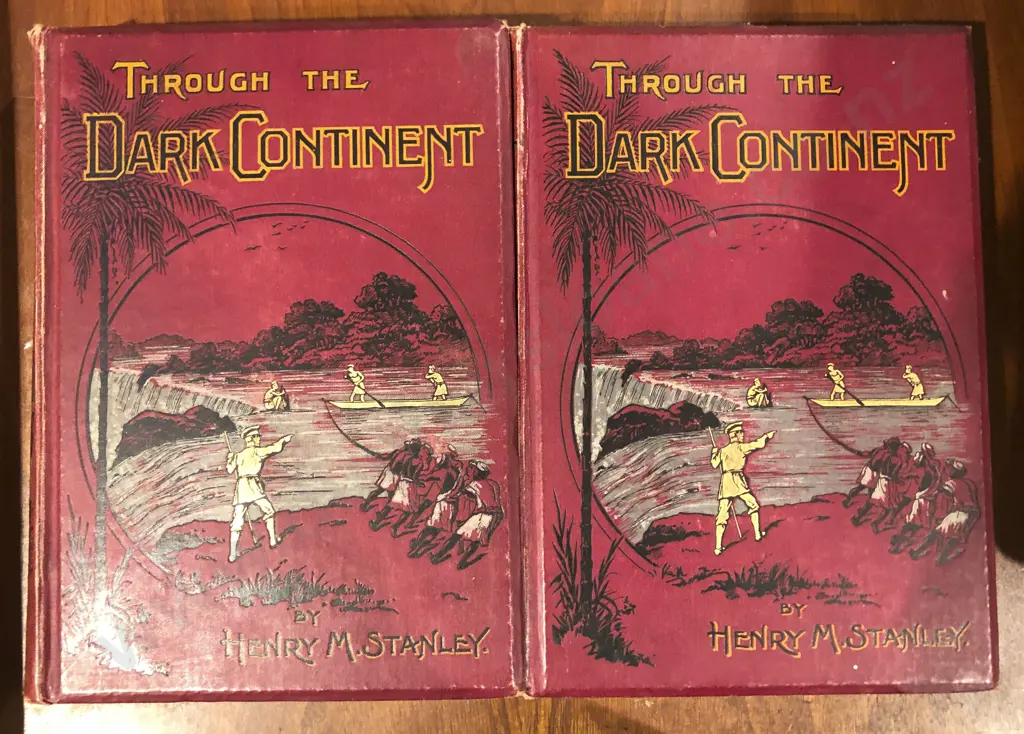 THROUGH THE
DARK CONTINENT
BY
HENRY M. STANLEY.
THROUGH THE
DARK CONTINENT
BY
HENRY M. STANLEY.